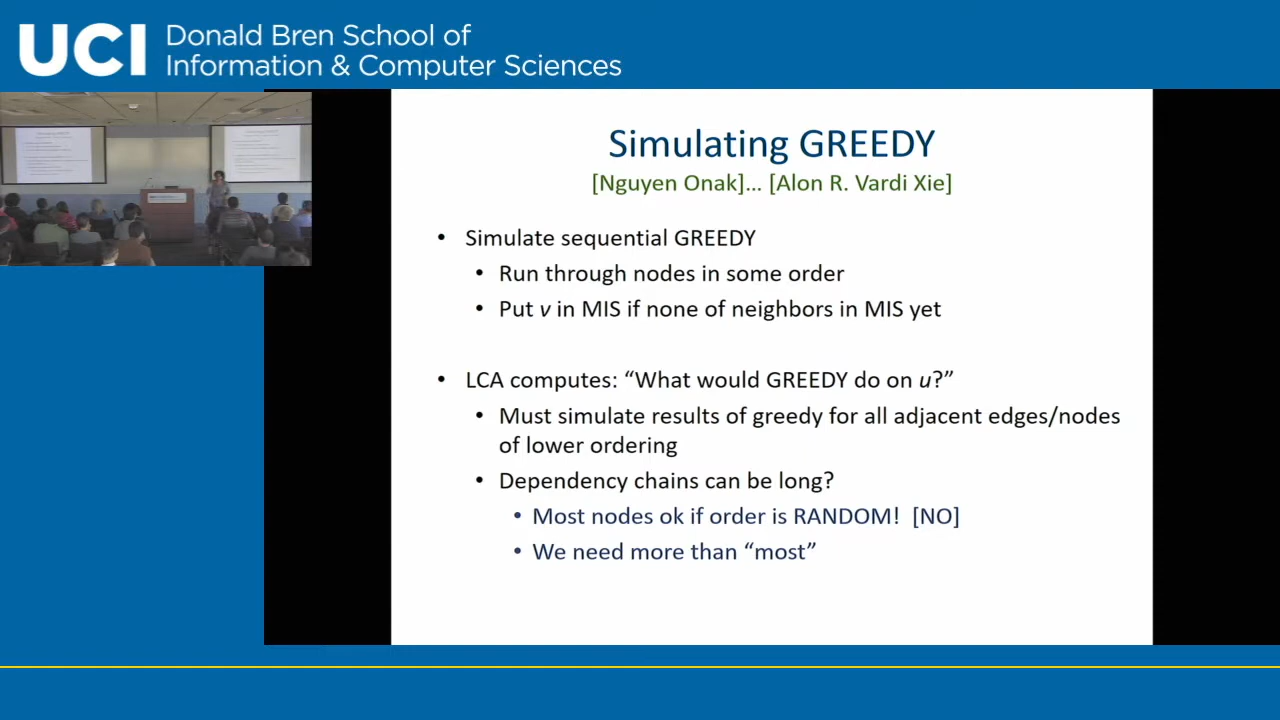 UCI Donald Bren School of
Information & Computer Sciences
Simulating GREEDY
[Nguyen Onak]... [Alon R. Vardi Xie]
• Simulate sequential GREEDY
• Run through nodes in some order
• Put v in MIS if none of neighbors in MIS yet
• LCA computes: “What would GREEDY do on u?”
• Must simulate results of greedy for all adjacent edges/nodes
of lower ordering
• Dependency chains can be long?
• Most nodes ok if order is RANDOM! [NO]
• We need more than “most”